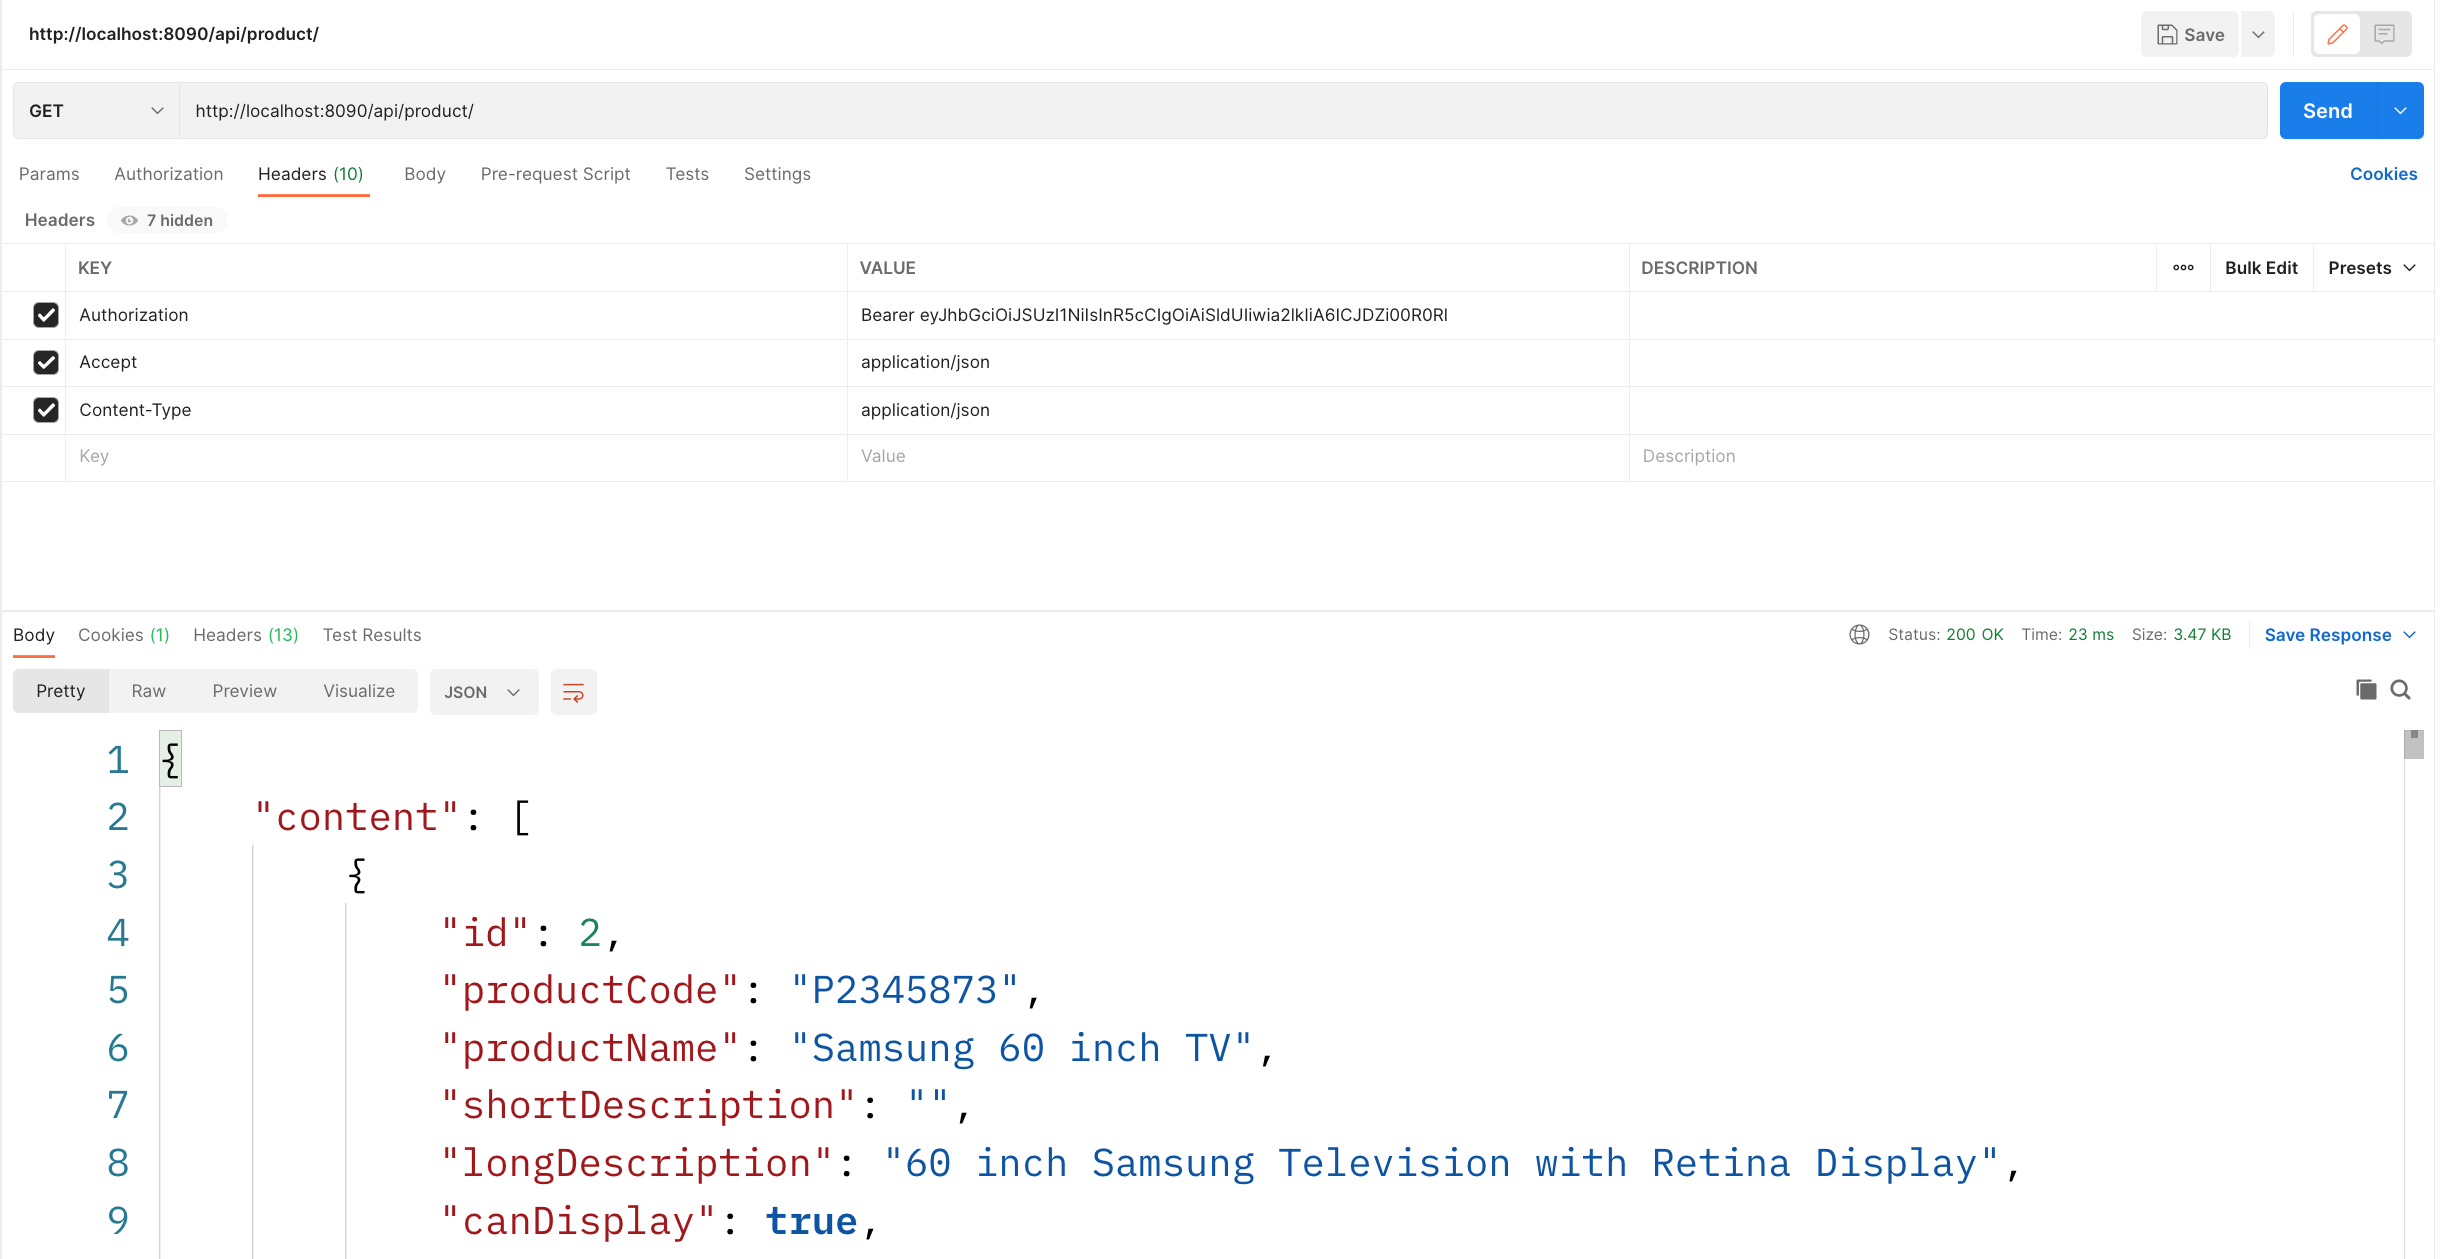 http://localhost:8090/api/product/
Save
GET http://localhost:8090/api/product/ Send
Params Authorization Headers (10) Body Pre-request Script Tests Settings Cookies
Headers 7 hidden
KEY VALUE DESCRIPTION Bulk Edit Presets
Authorization Bearer eyJhbGciOiJSUzI1NiIsInR5cCIgOiAiSldUIiwia2lkIiA6ICJDZi00R0Rl
Accept application/json
Content-Type application/json
Key Value Description
Body Cookies (1) Headers (13) Test Results Status: 200 OK Time: 23 ms Size: 3.47 KB Save Response
Pretty Raw Preview Visualize JSON
1 {
2 "content": [
3 {
4 "id": 2,
5 "productCode": "P2345873",
6 "productName": "Samsung 60 inch TV",
7 "shortDescription": "",
8 "longDescription": "60 inch Samsung Television with Retina Display",
9 "canDisplay": true,